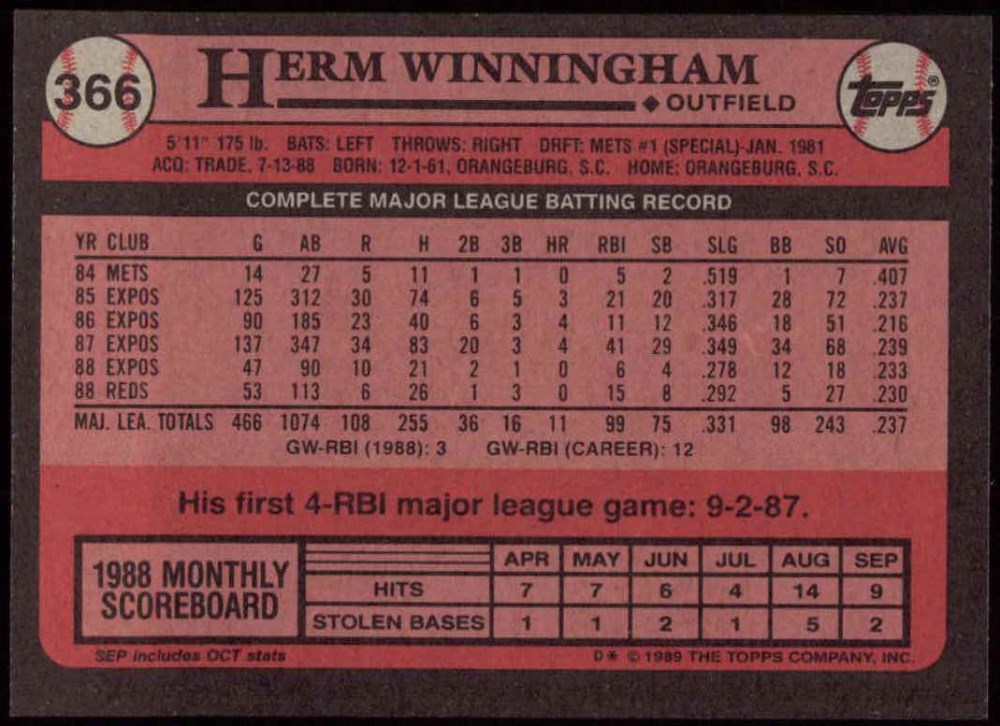 366
HERM WINNINGHAM
◆ OUTFIELD
TOPPS®
5'11" 175 lb. BATS: LEFT THROWS: RIGHT DRFT: METS #1 (SPECIAL)-JAN. 1981
ACQ: TRADE, 7-13-88 BORN: 12-1-61, ORANGEBURG, S.C. HOME: ORANGEBURG, S.C.
COMPLETE MAJOR LEAGUE BATTING RECORD
YR CLUB G AB R H 2B 3B HR RBI SB SLG BB SO AVG
84 METS 14 27 5 11 1 1 0 5 2 .519 1 7 .407
85 EXPOS 125 312 30 74 6 5 3 21 20 .317 28 72 .237
86 EXPOS 90 185 23 40 6 3 4 11 12 .346 18 51 .216
87 EXPOS 137 347 34 83 20 3 4 41 29 .349 34 68 .239
88 EXPOS 47 90 10 21 2 1 0 6 4 .278 12 18 .233
88 REDS 53 113 6 26 1 3 0 15 8 .292 5 27 .230
MAJ. LEA. TOTALS 466 1074 108 255 36 16 11 99 75 .331 98 243 .237
GW-RBI (1988): 3 GW-RBI (CAREER): 12
His first 4-RBI major league game: 9-2-87.
1988 MONTHLY SCOREBOARD
APR MAY JUN JUL AUG SEP
HITS 7 7 6 4 14 9
STOLEN BASES 1 1 2 1 5 2
SEP includes OCT stats
D* © 1989 THE TOPPS COMPANY, INC.